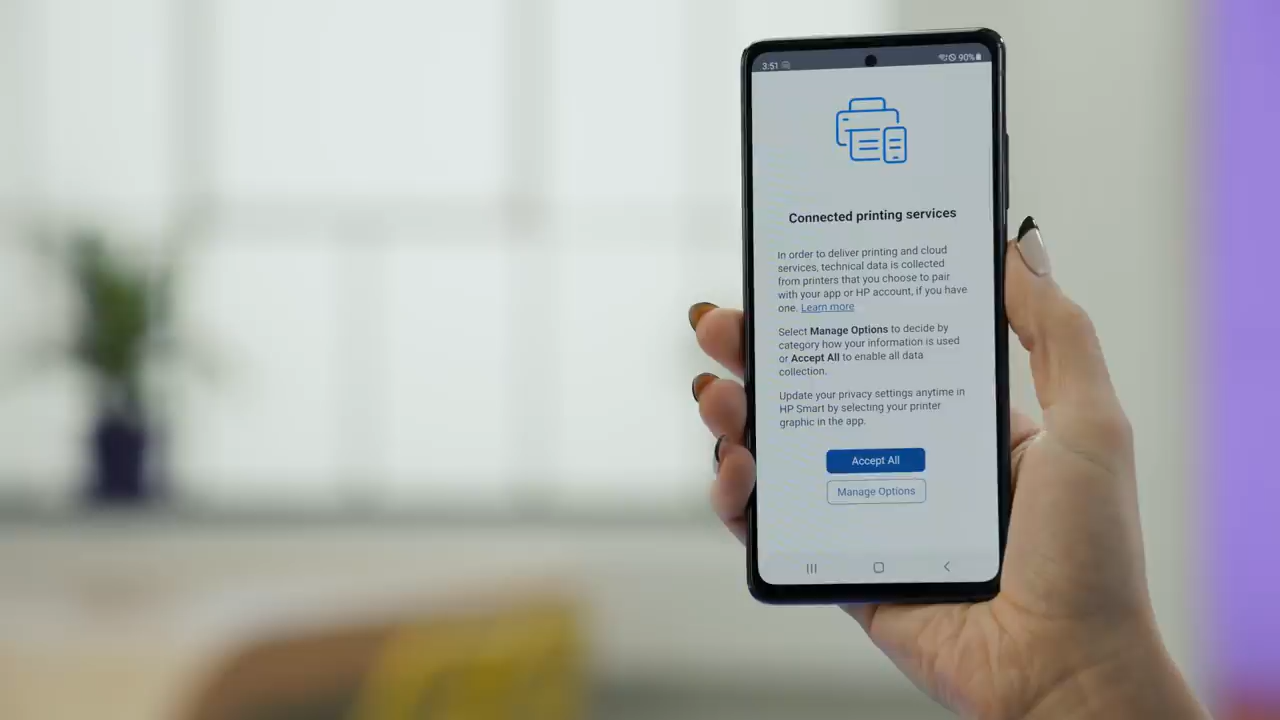 3:51
90%
Connected printing services
In order to deliver printing and cloud
services, technical data is collected
from printers that you choose to pair
with your app or HP account, if you have
one. Learn more
Select Manage Options to decide by
category how your information is used
or Accept All to enable all data
collection.
Update your privacy settings anytime in
HP Smart by selecting your printer
graphic in the app.
Accept All
Manage Options